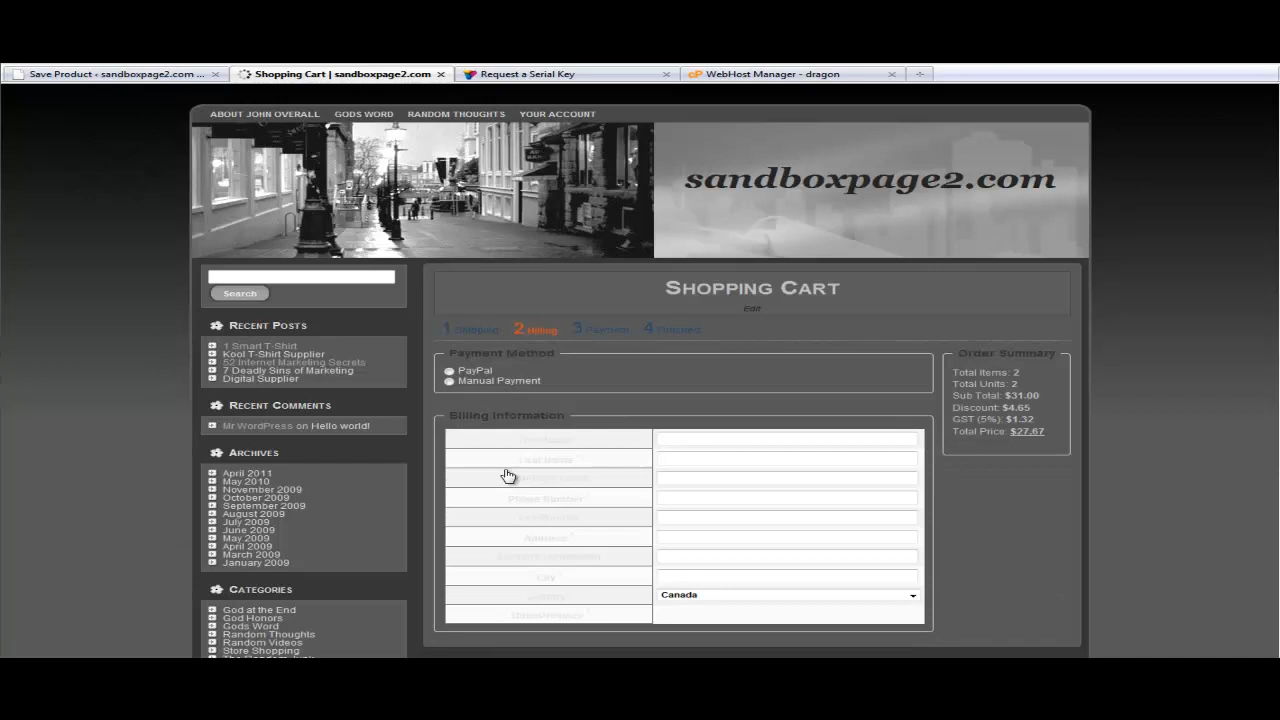 Save Product ‹ sandboxpage2.com ...
Shopping Cart | sandboxpage2.com
Request a Serial Key
WebHost Manager - dragon
ABOUT JOHN OVERALL
GODS WORD
RANDOM THOUGHTS
YOUR ACCOUNT
sandboxpage2.com
Search
RECENT POSTS
1 Smart T-Shirt
Kool T-Shirt Supplier
52 Internet Marketing Secrets
7 Deadly Sins of Marketing
Digital Supplier
RECENT COMMENTS
Mr WordPress on Hello world!
ARCHIVES
April 2011
May 2010
November 2009
October 2009
September 2009
August 2009
July 2009
June 2009
May 2009
April 2009
March 2009
January 2009
CATEGORIES
God at the End
God Honors
Gods Word
Random Thoughts
Random Videos
Store Shopping
SHOPPING CART
Edit
1 Shipping 2 Billing 3 Payment 4 Finished
Payment Method
PayPal
Manual Payment
Billing Information
Last Name
Phone Number
Address *
City *
Canada
Order Summary
Total Items: 2
Total Units: 2
Sub Total: $31.00
Discount: $4.65
GST (5%): $1.32
Total Price: $27.67